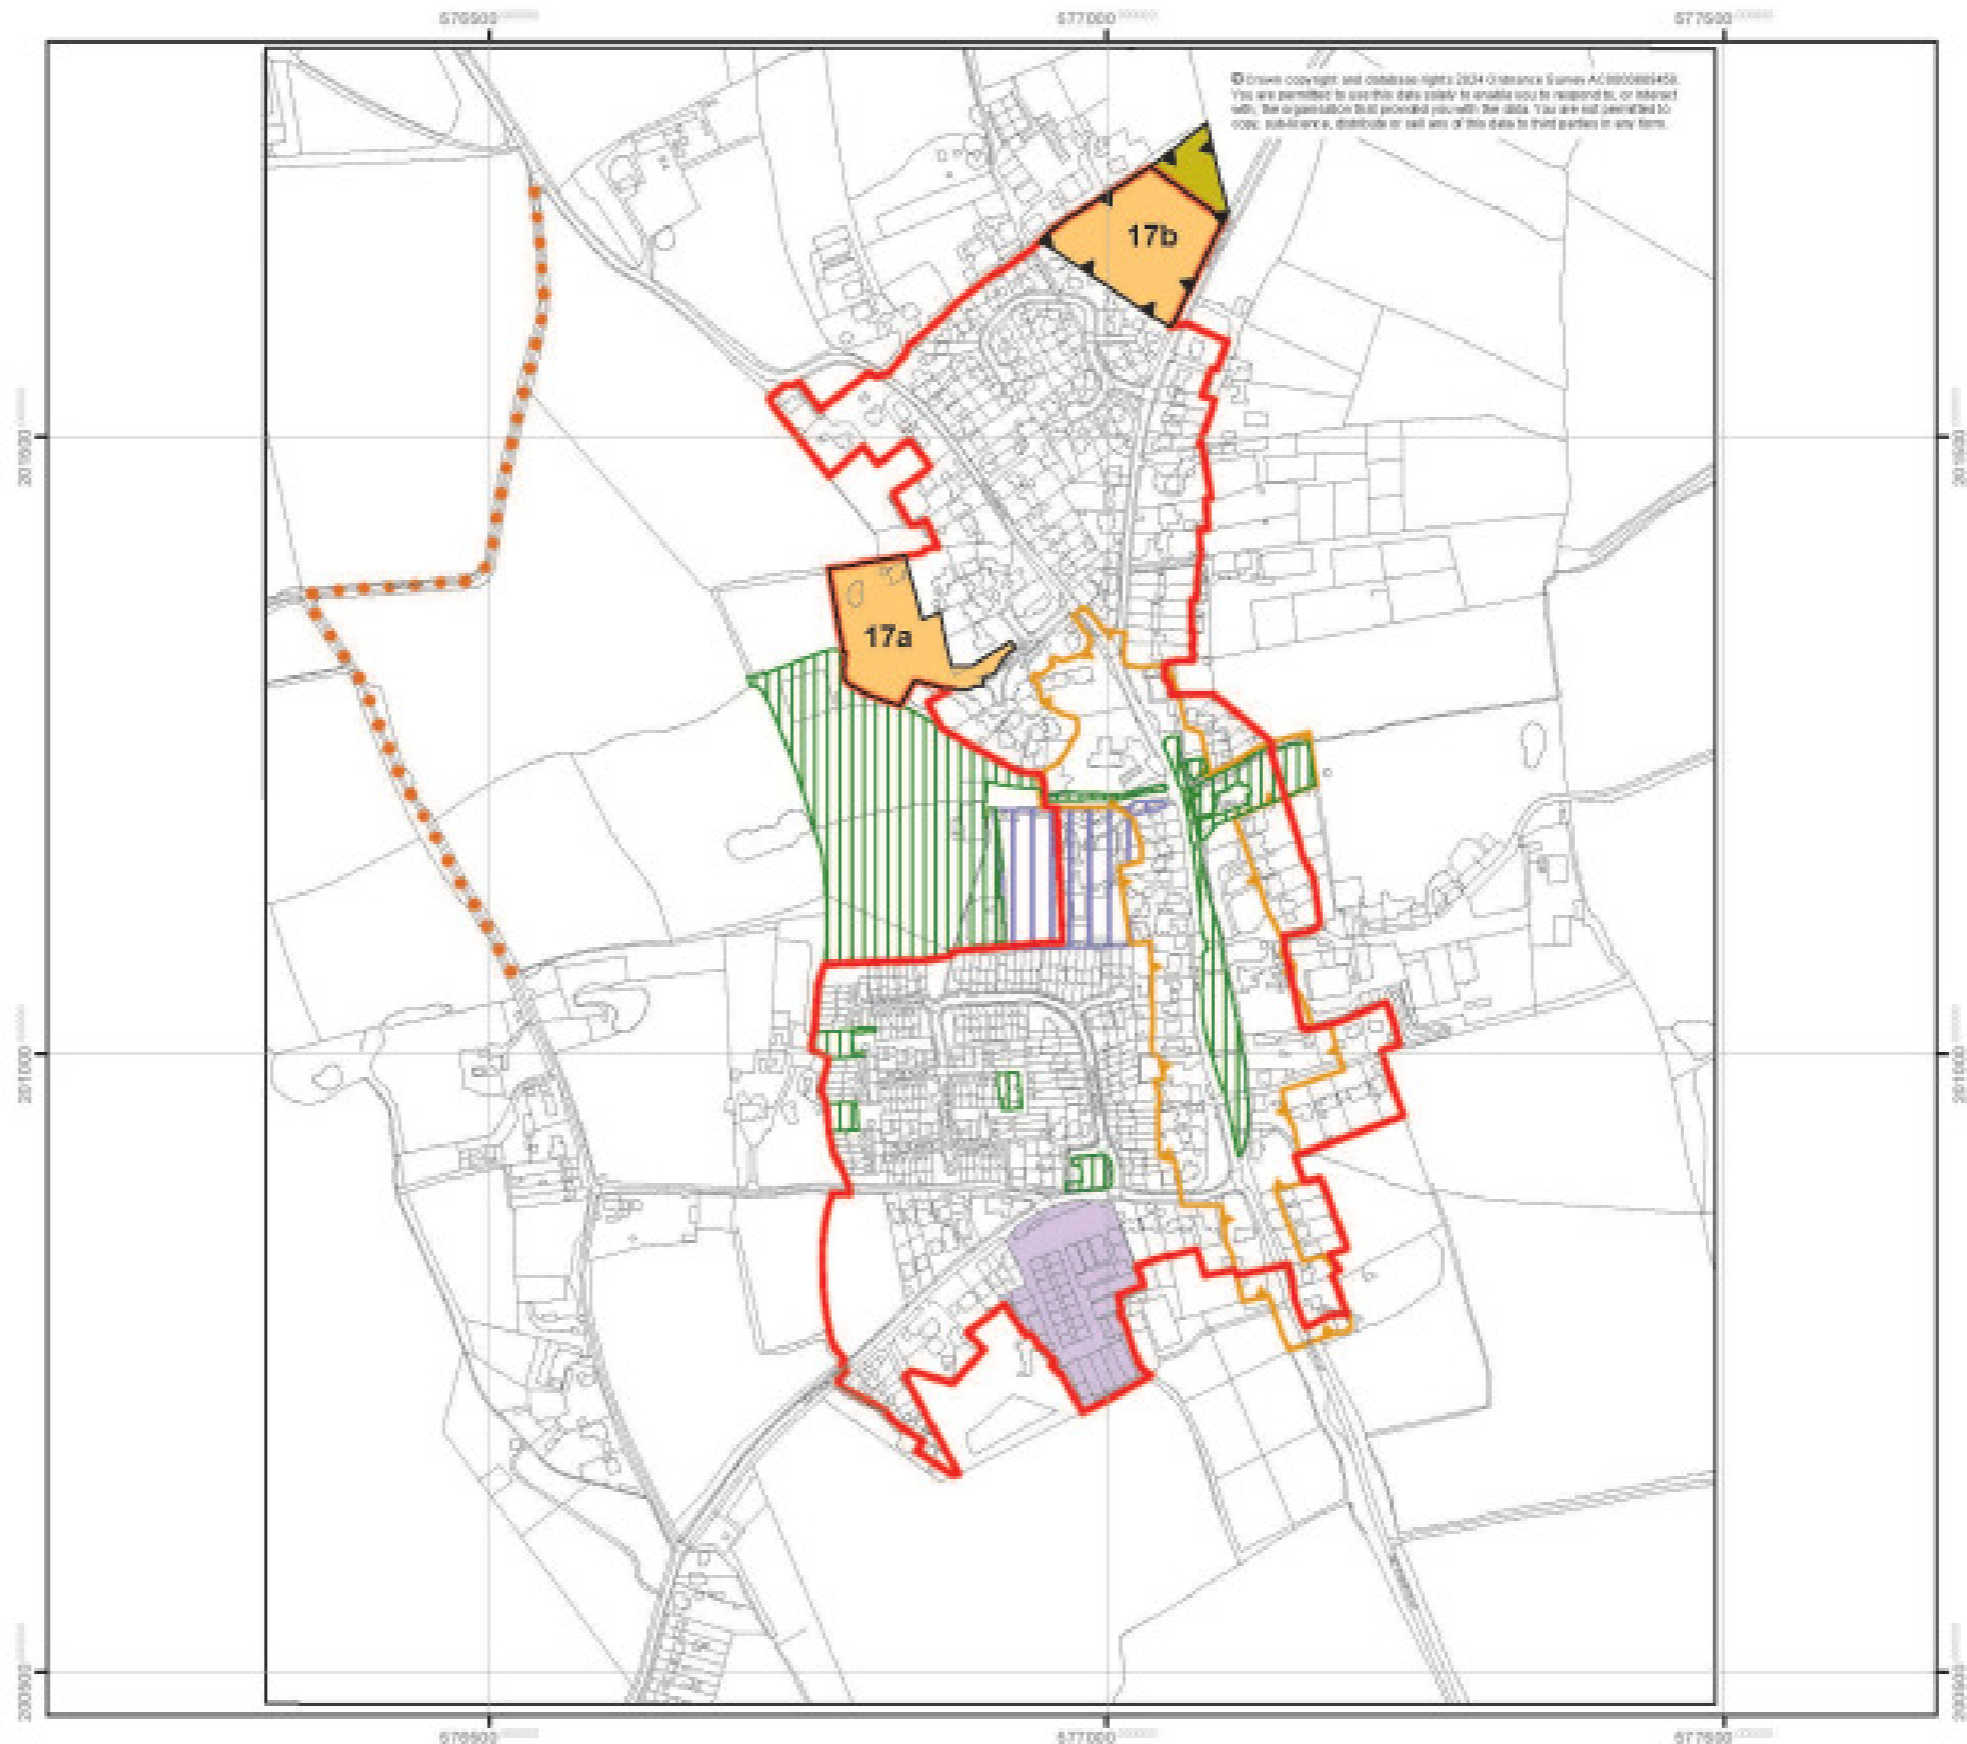 576500
577000
577500
© Crown copyright and database rights 2024 Ordnance Survey
You are permitted to use this data solely to enable you to respond to, or interact
with, the organisation that provided you with the data. You are not permitted to
copy, sub-licence, distribute or sell any of this data to third parties in any form.
17b
201500
201500
17a
201000
201000
200500
200500
576500
577000
577500